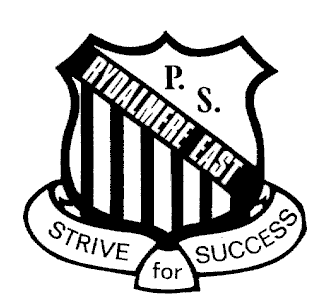 P.
S.
RYDALMERE EAST
STRIVE
for
SUCCESS